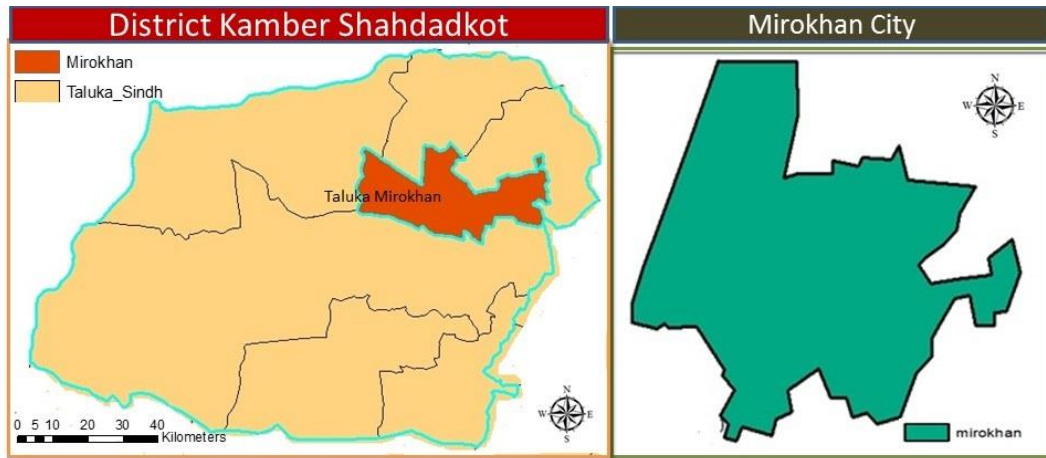 District Kamber Shahdadkot
Mirokhan
Taluka_Sindh
Taluka Mirokhan
N
W E
S
0 5 10 20 30 40
Kilometers
Mirokhan City
N
W E
S
mirokhan